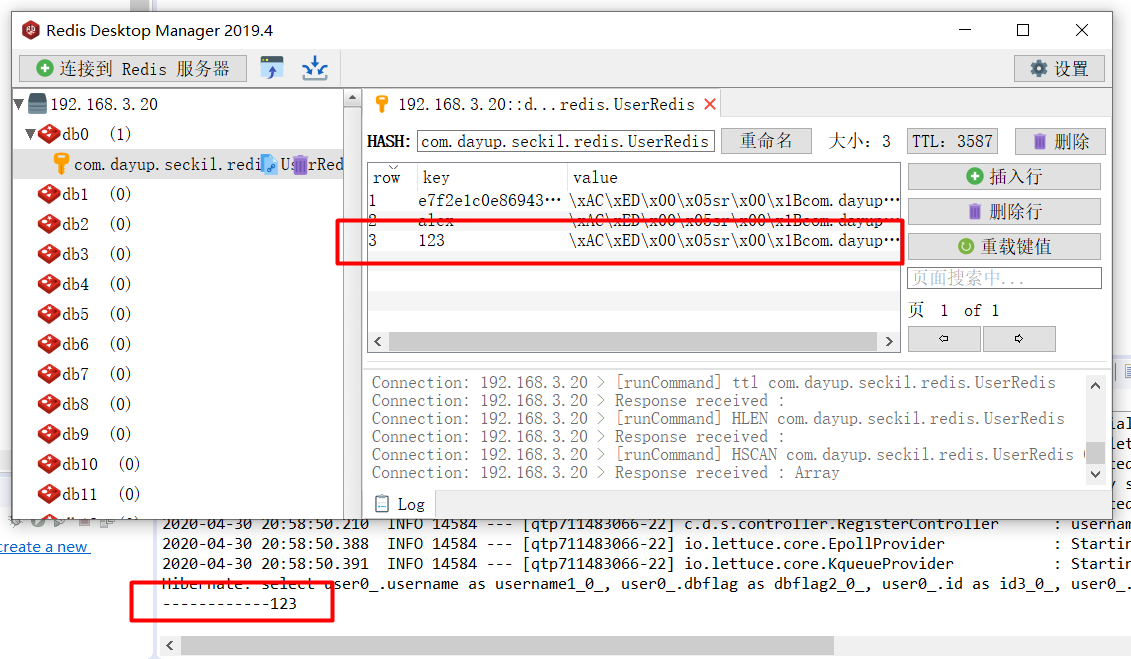 Redis Desktop Manager 2019.4
连接到 Redis 服务器
设置
192.168.3.20
db0 (1)
com.dayup.seckil.redi
db1 (0)
db2 (0)
db3 (0)
db4 (0)
db5 (0)
db6 (0)
db7 (0)
db8 (0)
db9 (0)
db10 (0)
db11 (0)
192.168.3.20::d...redis.UserRedis
HASH: com.dayup.seckil.redis.UserRedis 重命名 大小: 3 TTL: 3587 删除
row key value
1 e7f2e1c0e86943… \xAC\xED\x00\x05sr\x00\x1Bcom.dayup…
2 alex \xAC\xED\x00\x05sr\x00\x1Bcom.dayup…
3 123 \xAC\xED\x00\x05sr\x00\x1Bcom.dayup…
插入行
删除行
重载键值
页面搜索中...
页 1 of 1
Connection: 192.168.3.20 > [runCommand] ttl com.dayup.seckil.redis.UserRedis
Connection: 192.168.3.20 > Response received :
Connection: 192.168.3.20 > [runCommand] HLEN com.dayup.seckil.redis.UserRedis
Connection: 192.168.3.20 > Response received :
Connection: 192.168.3.20 > [runCommand] HSCAN com.dayup.seckil.redis.UserRedis
Connection: 192.168.3.20 > Response received : Array
Log
create a new
2020-04-30 20:58:50.210 INFO 14584 --- [qtp711483066-22] c.d.s.controller.RegisterController : userna
2020-04-30 20:58:50.388 INFO 14584 --- [qtp711483066-22] io.lettuce.core.EpollProvider : Startin
2020-04-30 20:58:50.391 INFO 14584 --- [qtp711483066-22] io.lettuce.core.KqueueProvider : Startin
Hibernate: select user0_.username as username1_0_, user0_.dbflag as dbflag2_0_, user0_.id as id3_0_, user0_.
------------123